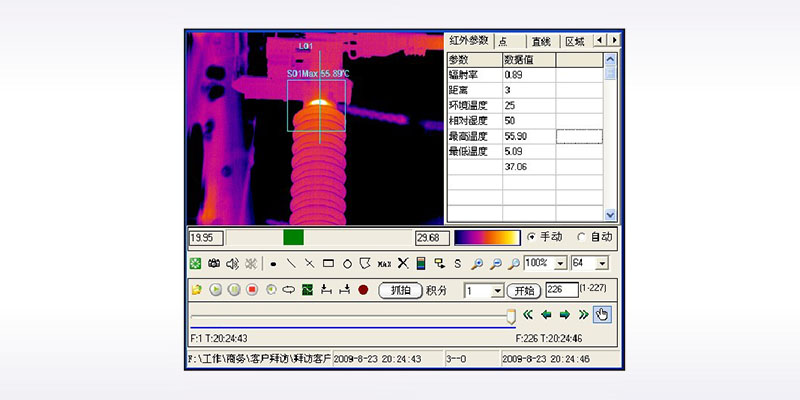 L01
S01Max 55.89℃
红外参数 点 直线 区域
参数 数据值
辐射率 0.89
距离 3
环境温度 25
相对湿度 50
最高温度 55.90
最低温度 5.09
37.06
19.95 29.68 手动 自动
MAX S 100% 64
抓拍 积分 1 开始 226 (1-227)
F:1 T:20:24:43 F:226 T:20:24:46
F:\工作\商务\客户拜访\拜访客户 2009-8-23 20:24:43 3--0 2009-8-23 20:24:46